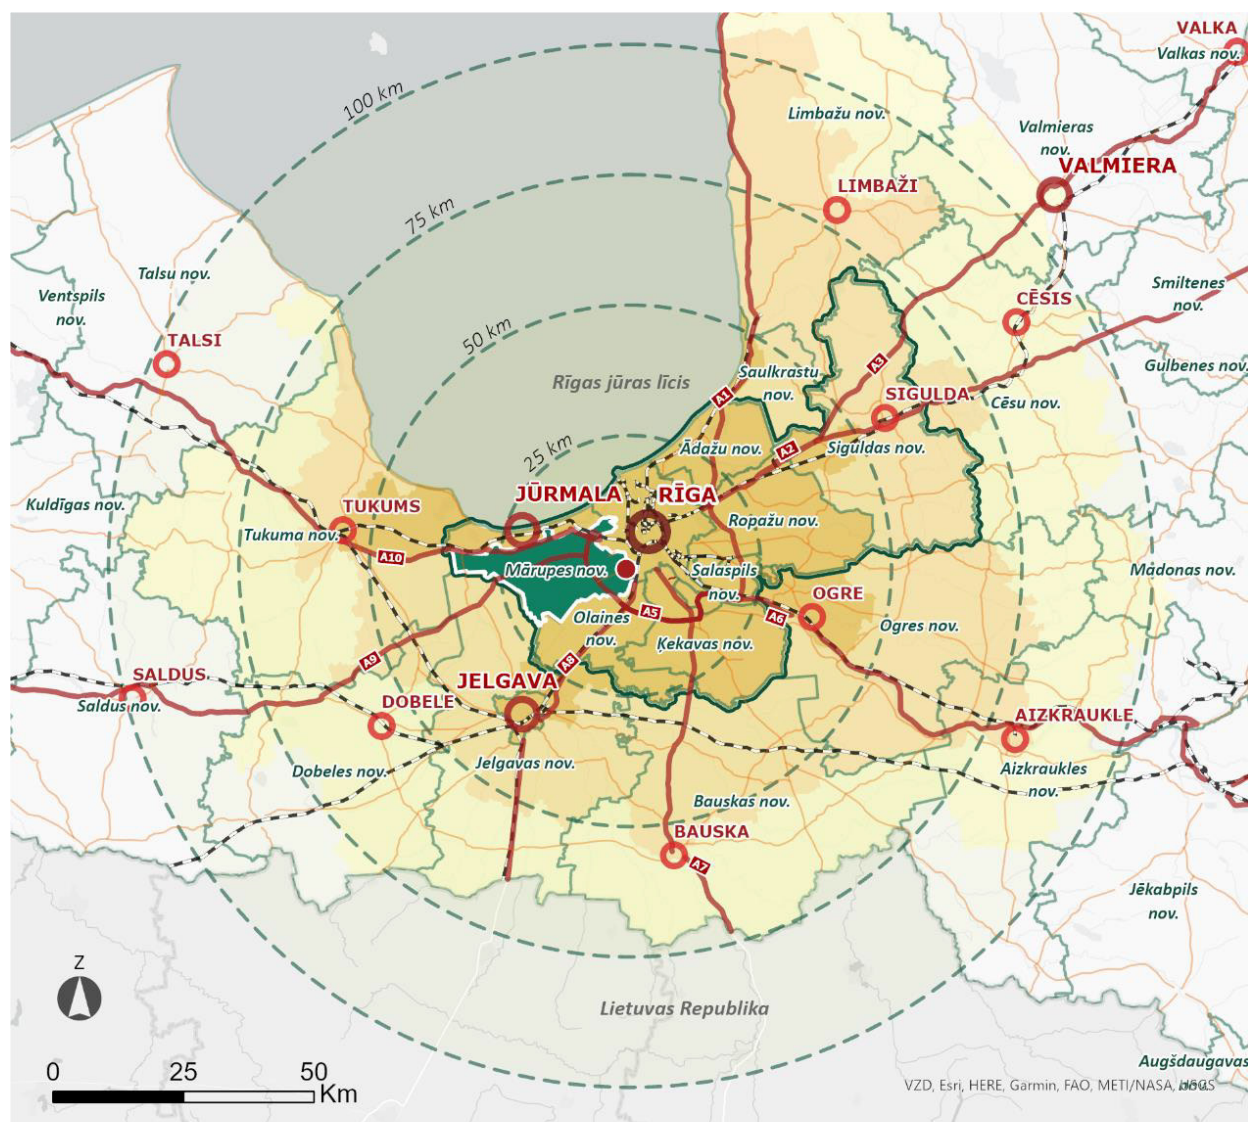 VALKA
Valkas nov.
100 km
Limbažu nov.
Valmieras
nov.
VALMIERA
LIMBAŽI
75 km
Talsu nov.
Ventspils
nov.
Smiltenes
nov.
CĒSIS
50 km
TALSI
A3
Gulbenes nov.
Saulkrastu
nov.
Rīgas jūras līcis
A1
SIGULDA
Cēsu nov.
25 km
Ādažu nov.
A2
Siguldas nov.
Kuldīgas nov.
TUKUMS
JŪRMALA
RĪGA
Ropažu nov.
Tukuma nov.
A10
Mārupes nov.
Salaspils
nov.
Madonas nov.
OGRE
Olaines
nov.
A5
A6
Ogres nov.
Ķekavas nov.
A9
A8
SALDUS
Saldus nov.
JELGAVA
DOBELE
AIZKRAUKLE
Dobeles nov.
Jelgavas nov.
Aizkraukles
nov.
Bauskas nov.
BAUSKA
A7
Jēkabpils
nov.
Z
Lietuvas Republika
0 25 50
Km
Augšdaugavas
nov.
VZD, Esri, HERE, Garmin, FAO, METI/NASA, USGS